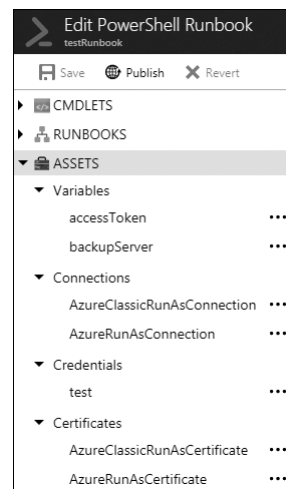 Edit PowerShell Runbook
testRunbook
Save Publish Revert
CMDLETS
RUNBOOKS
ASSETS
Variables
accessToken
backupServer
Connections
AzureClassicRunAsConnection
AzureRunAsConnection
Credentials
test
Certificates
AzureClassicRunAsCertificate
AzureRunAsCertificate